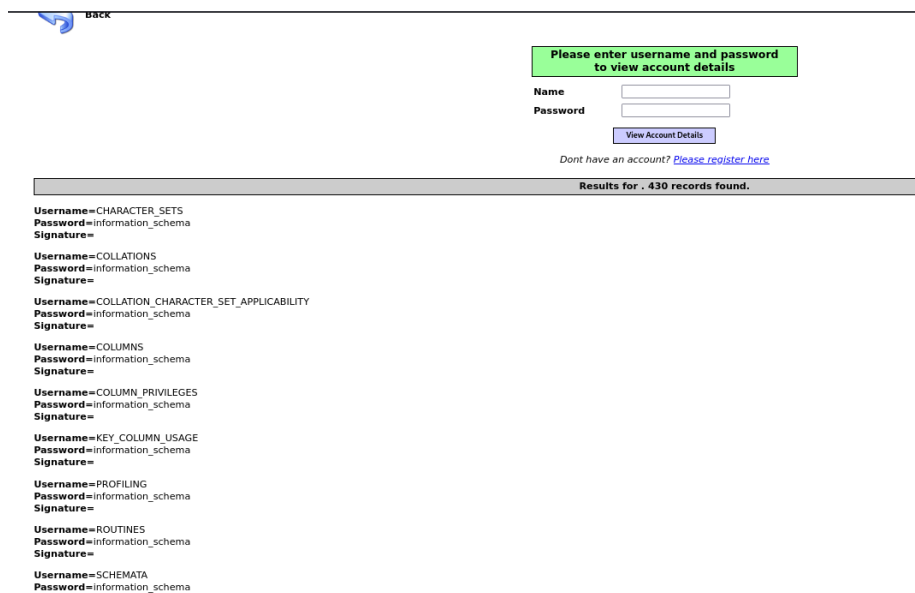 Back
Please enter username and password
to view account details
Name
Password
View Account Details
Dont have an account? Please register here
Results for . 430 records found.
Username=CHARACTER_SETS
Password=information_schema
Signature=
Username=COLLATIONS
Password=information_schema
Signature=
Username=COLLATION_CHARACTER_SET_APPLICABILITY
Password=information_schema
Signature=
Username=COLUMNS
Password=information_schema
Signature=
Username=COLUMN_PRIVILEGES
Password=information_schema
Signature=
Username=KEY_COLUMN_USAGE
Password=information_schema
Signature=
Username=PROFILING
Password=information_schema
Signature=
Username=ROUTINES
Password=information_schema
Signature=
Username=SCHEMATA
Password=information_schema